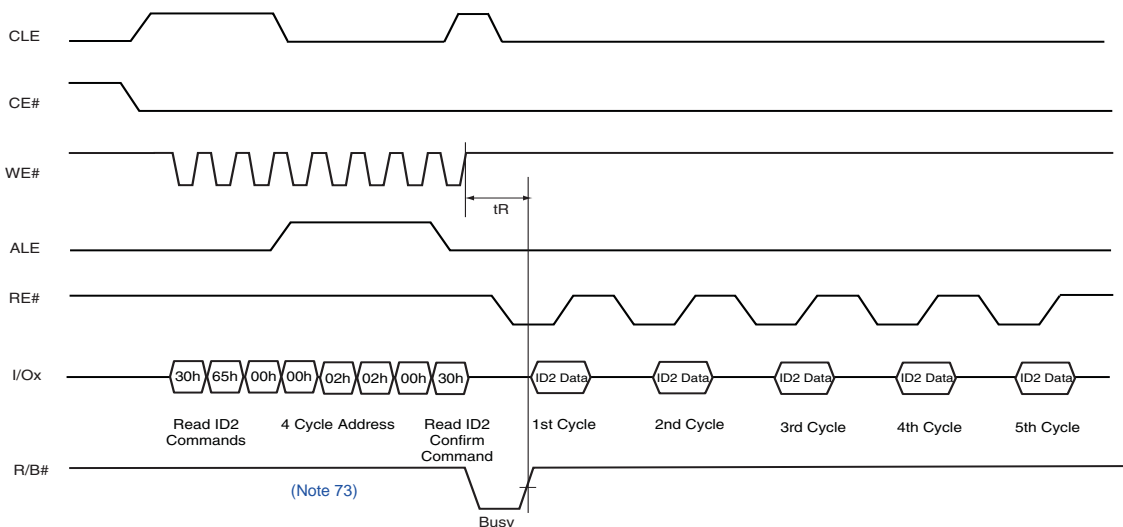 CLE
CE#
WE#
tR
ALE
RE#
I/Ox
30h 65h 00h 00h 02h 02h 00h 30h ID2 Data ID2 Data ID2 Data ID2 Data ID2 Data
Read ID2
Commands
4 Cycle Address
Read ID2
Confirm
Command
1st Cycle
2nd Cycle
3rd Cycle
4th Cycle
5th Cycle
R/B#
(Note 73)
Busy